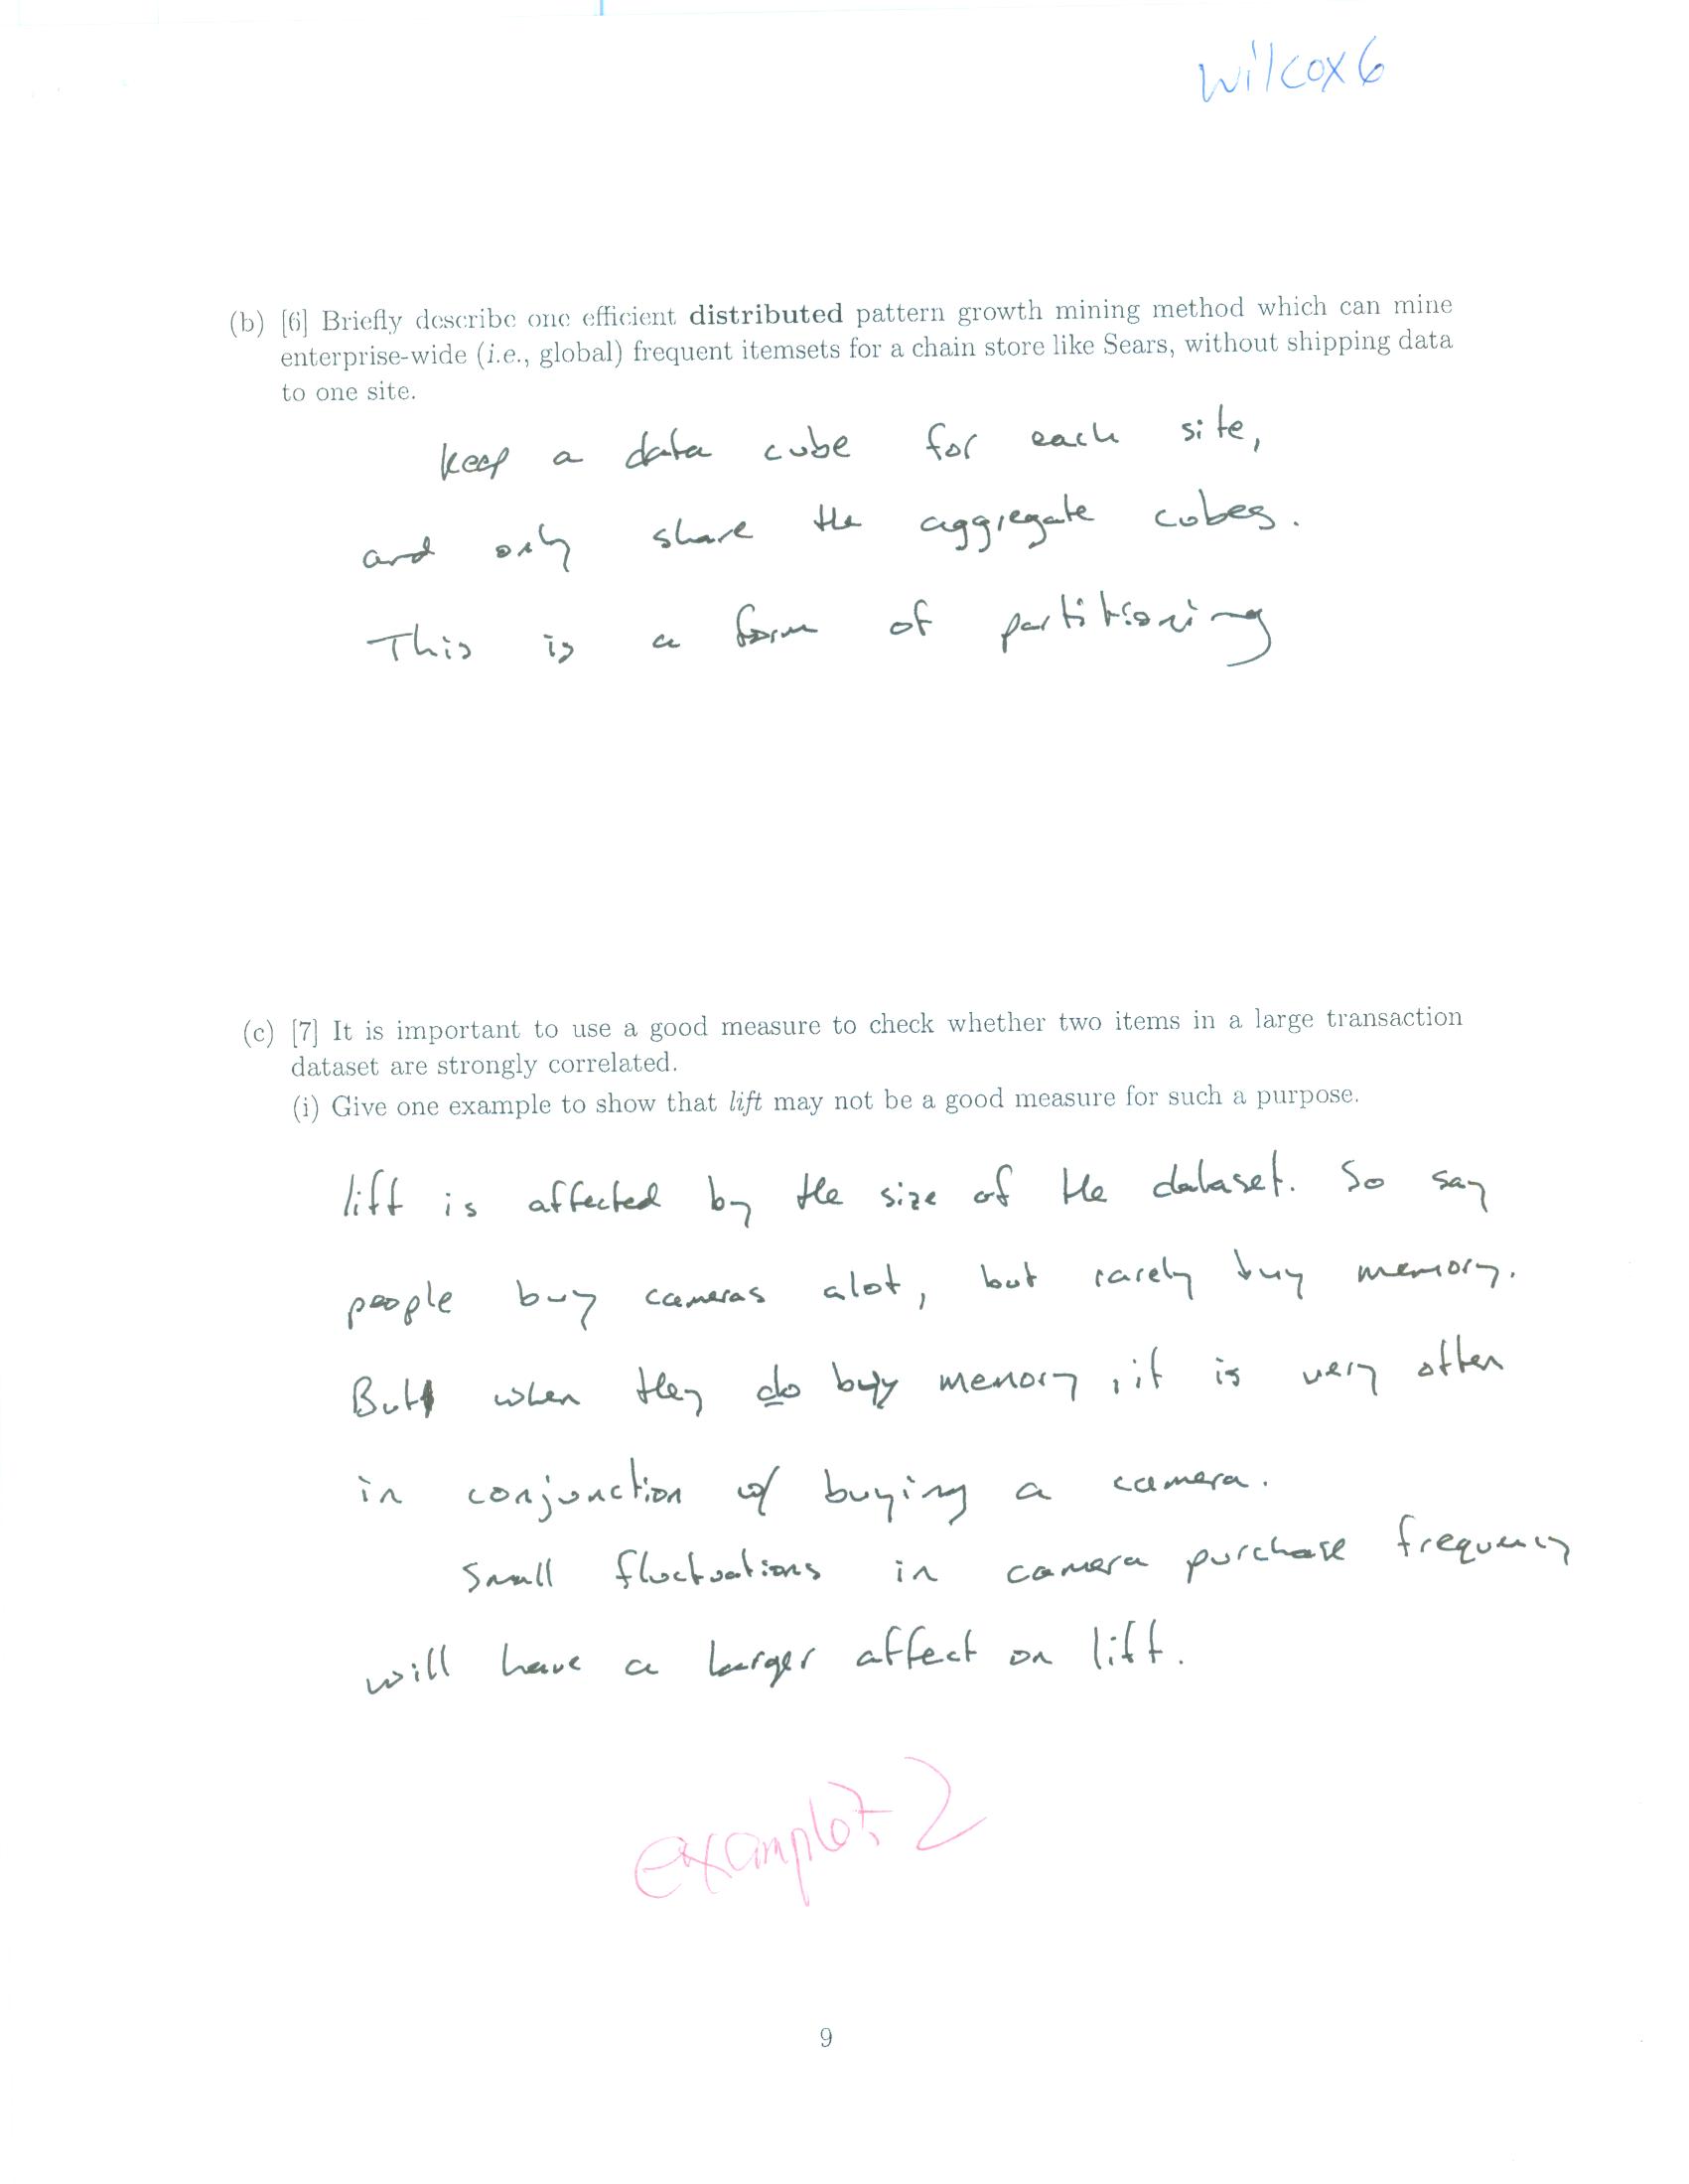 wilcox6
(b) [6] Briefly describe one efficient distributed pattern growth mining method which can mine
enterprise-wide (i.e., global) frequent itemsets for a chain store like Sears, without shipping data
to one site.
keep a data cube for each site,
and only share the aggregate cubes.
This is a form of partitioning
(c) [7] It is important to use a good measure to check whether two items in a large transaction
dataset are strongly correlated.
(i) Give one example to show that lift may not be a good measure for such a purpose.
lift is affected by the size of the dataset. So say
people buy cameras alot, but rarely buy memory.
But when they do buy memory, it is very often
in conjunction w/ buying a camera.
Small fluctuations in camera purchase frequency
will have a larger affect on lift.
example? 2
9